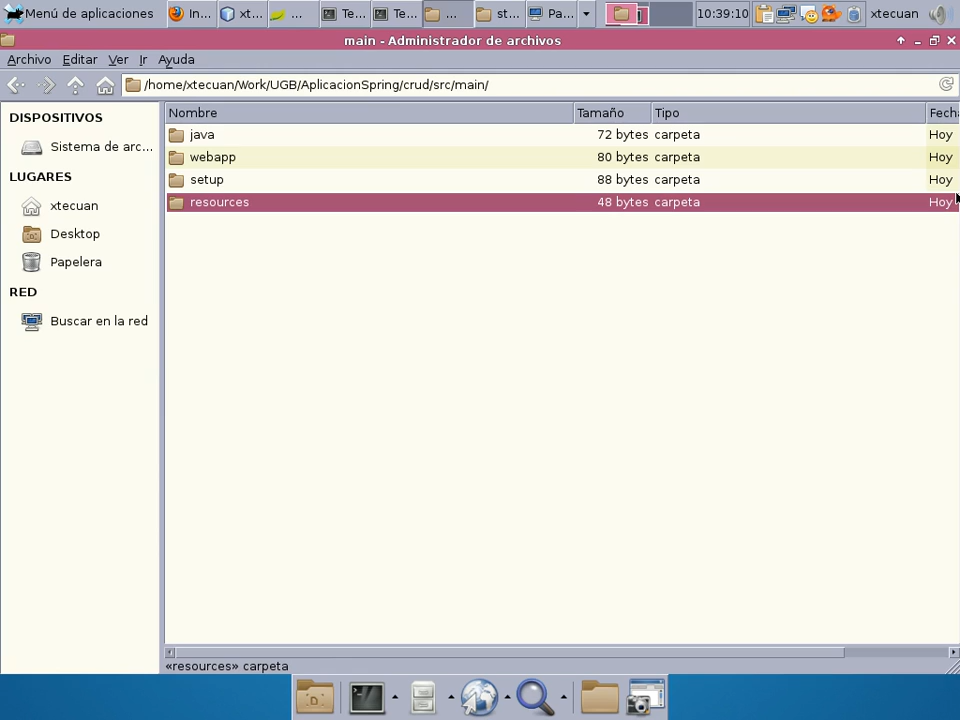 Menú de aplicaciones In... xt... ... Te... Te... ... st... Pa... 10:39:10 xtecuan
main - Administrador de archivos
Archivo Editar Ver Ir Ayuda
/home/xtecuan/Work/UGB/AplicacionSpring/crud/src/main/
DISPOSITIVOS
Sistema de arc...
LUGARES
xtecuan
Desktop
Papelera
RED
Buscar en la red
Nombre Tamaño Tipo Fecha
java 72 bytes carpeta Hoy
webapp 80 bytes carpeta Hoy
setup 88 bytes carpeta Hoy
resources 48 bytes carpeta Hoy
«resources» carpeta